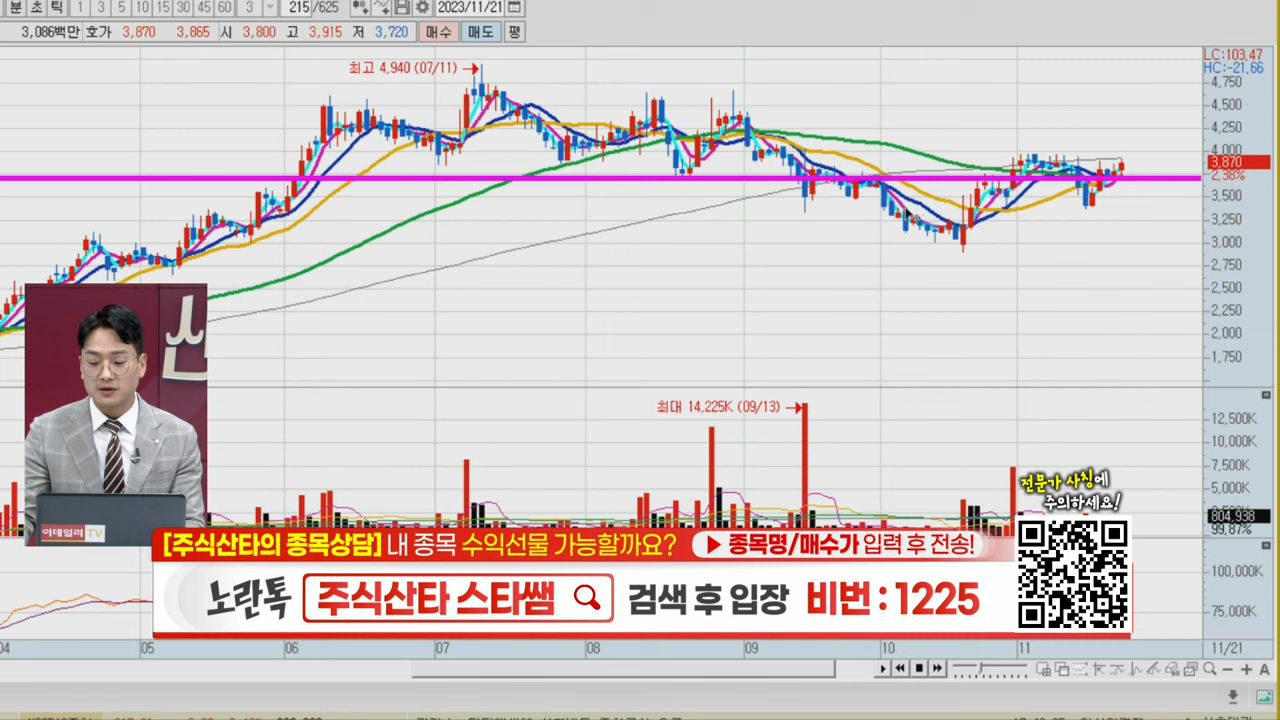 분 초 틱 1 3 5 10 15 30 45 60 3 215 /625 2023/11/21
3,086백만 호가 3,870 3,865 시 3,800 고 3,915 저 3,720 매수 매도 평
LC:103.47
HC:-21.66
최고 4,940 (07/11)
4,750
4,500
4,250
4,000
3,870
2.38%
3,500
3,250
3,000
2,750
2,500
2,250
2,000
1,750
최대 14,225K (09/13)
12,500K
10,000K
7,500K
5,000K
804,938
99.87%
100,000K
75,000K
이데일리TV
전문가 사칭에
주의하세요!
[주식산타의 종목상담] 내 종목 수익선물 가능할까요? ▶ 종목명/매수가 입력 후 전송!
노란톡 주식산타 스타쌤 검색 후 입장 비번 : 1225
04 05 06 07 08 09 10 11 11/21
A